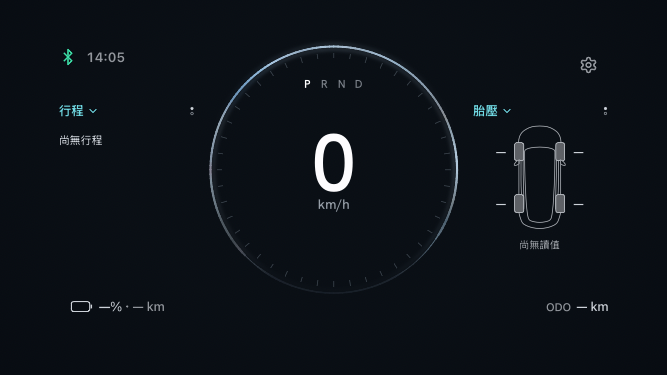 14:05
P R N D
行程
尚無行程
0
km/h
胎壓
— —
— —
尚無讀值
—% · — km
ODO — km